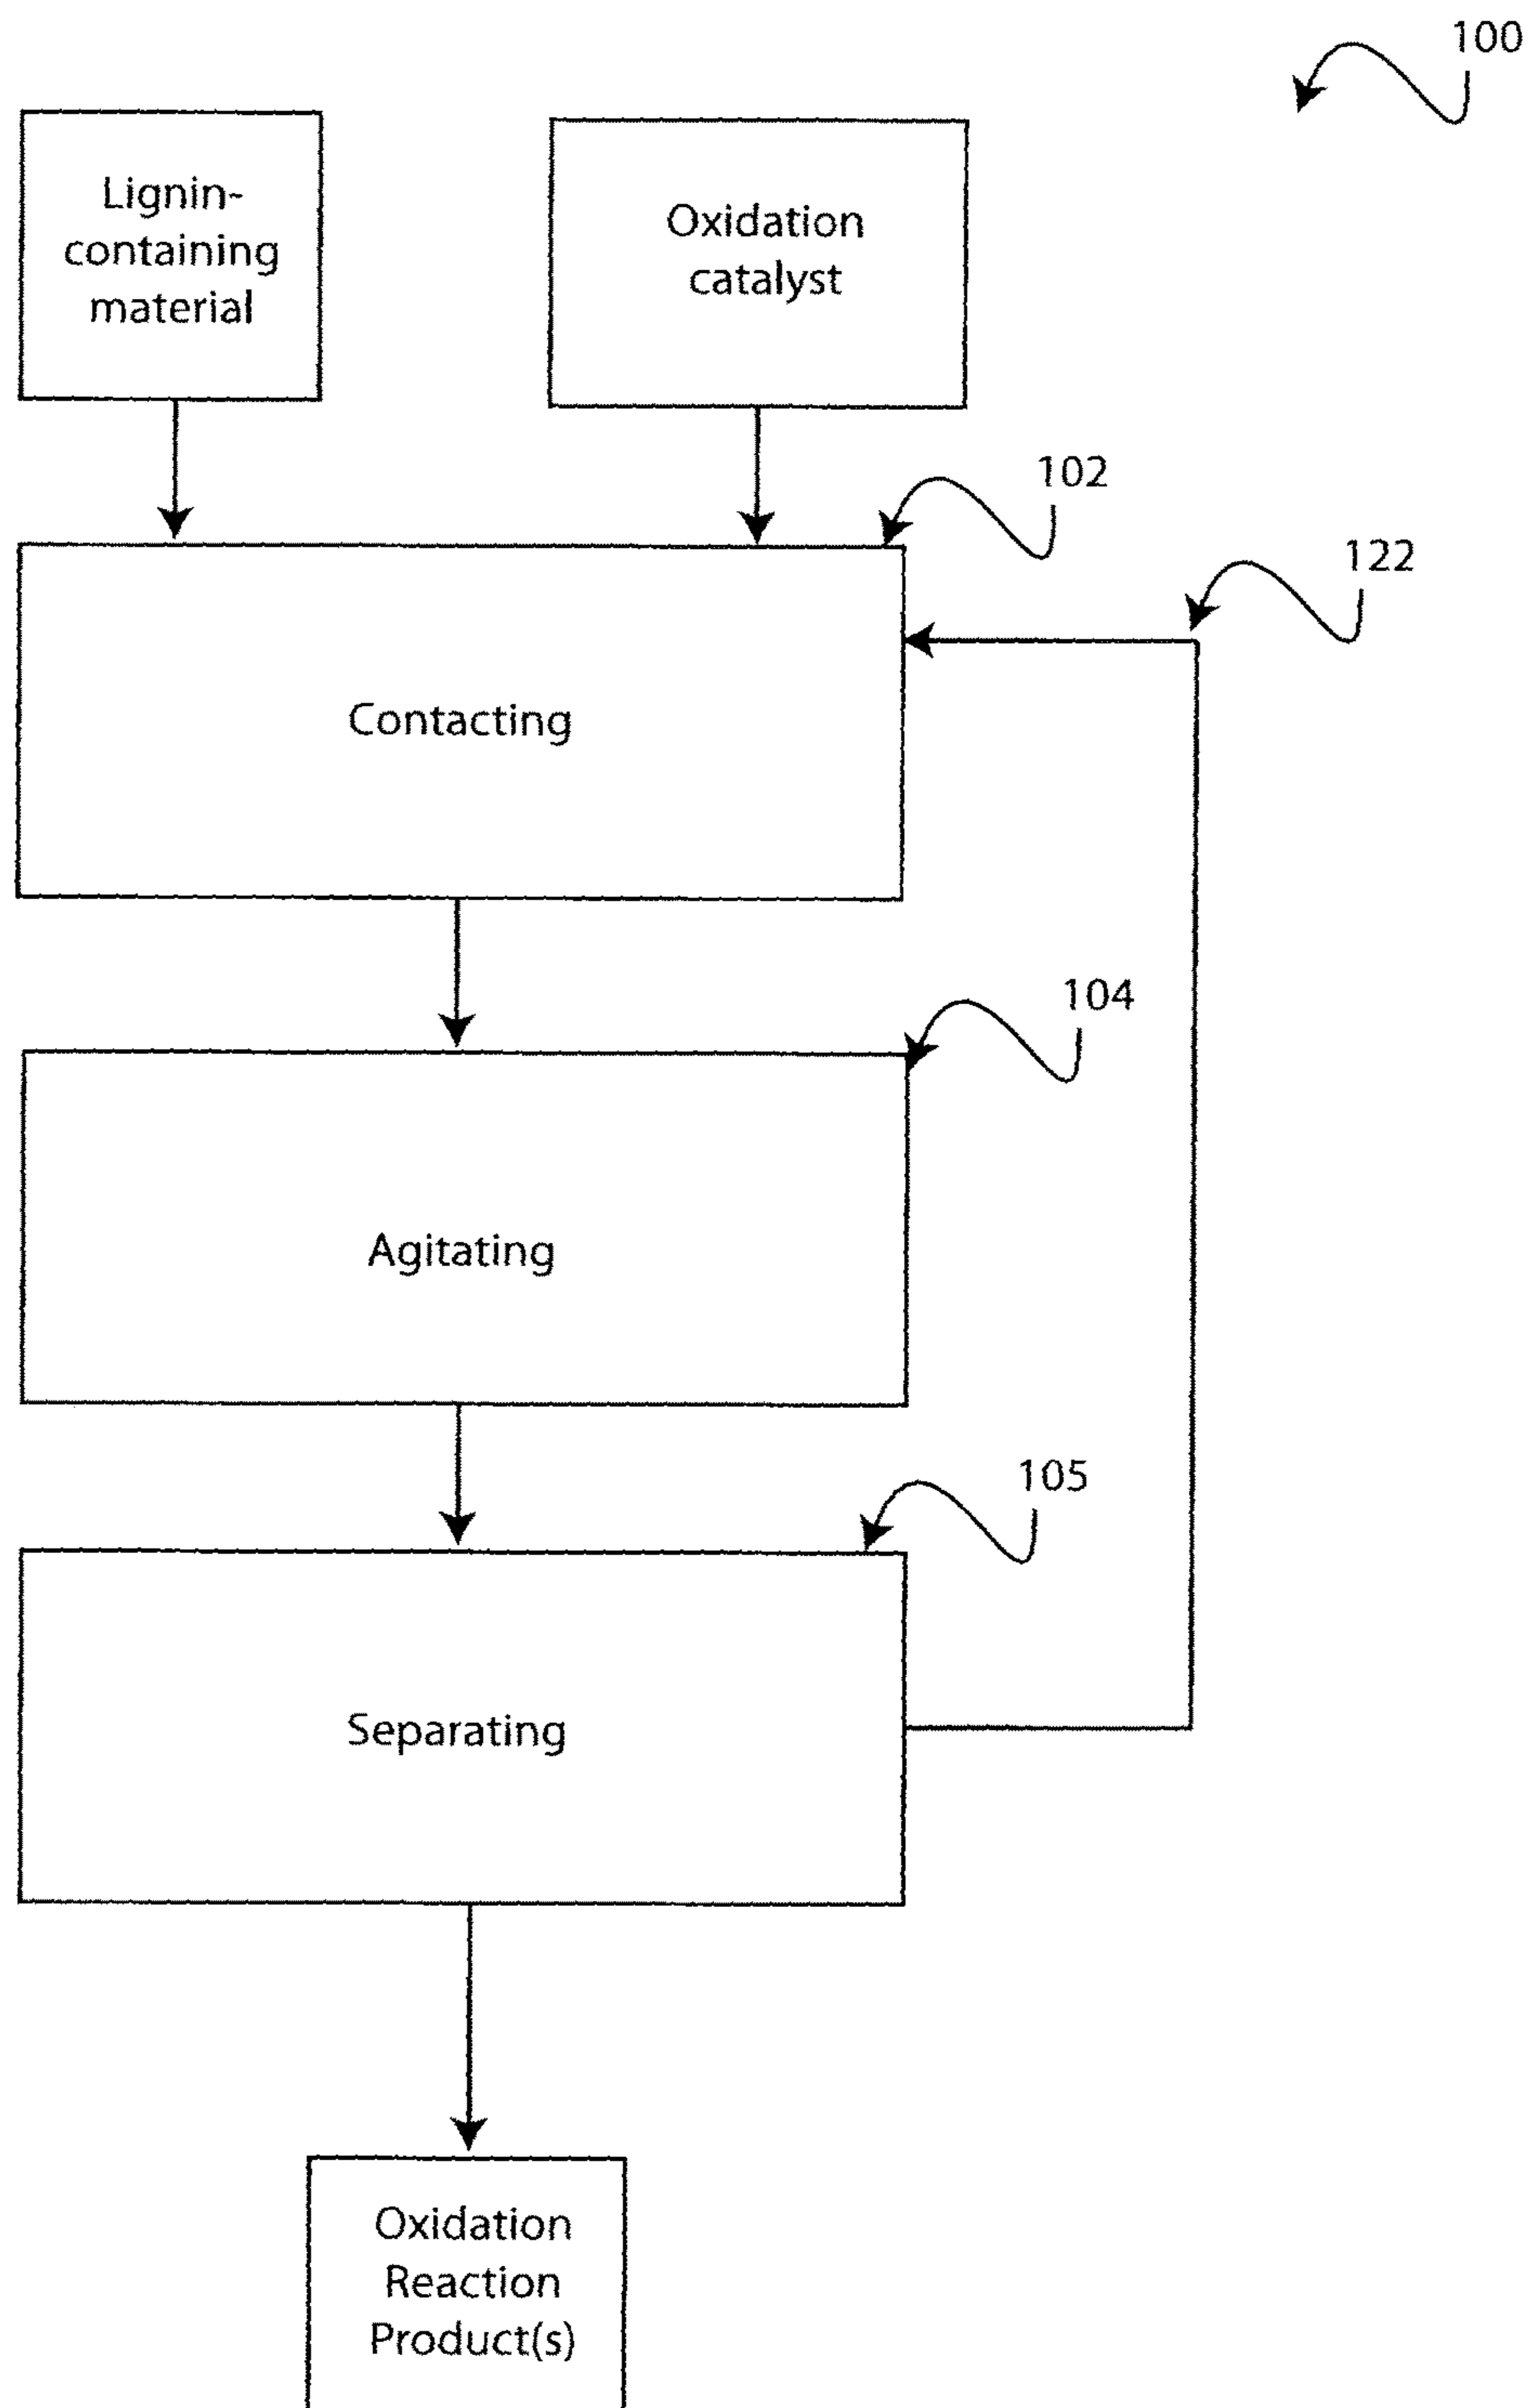 100
Lignin-
containing
material
Oxidation
catalyst
102
122
Contacting
104
Agitating
105
Separating
Oxidation
Reaction
Product(s)